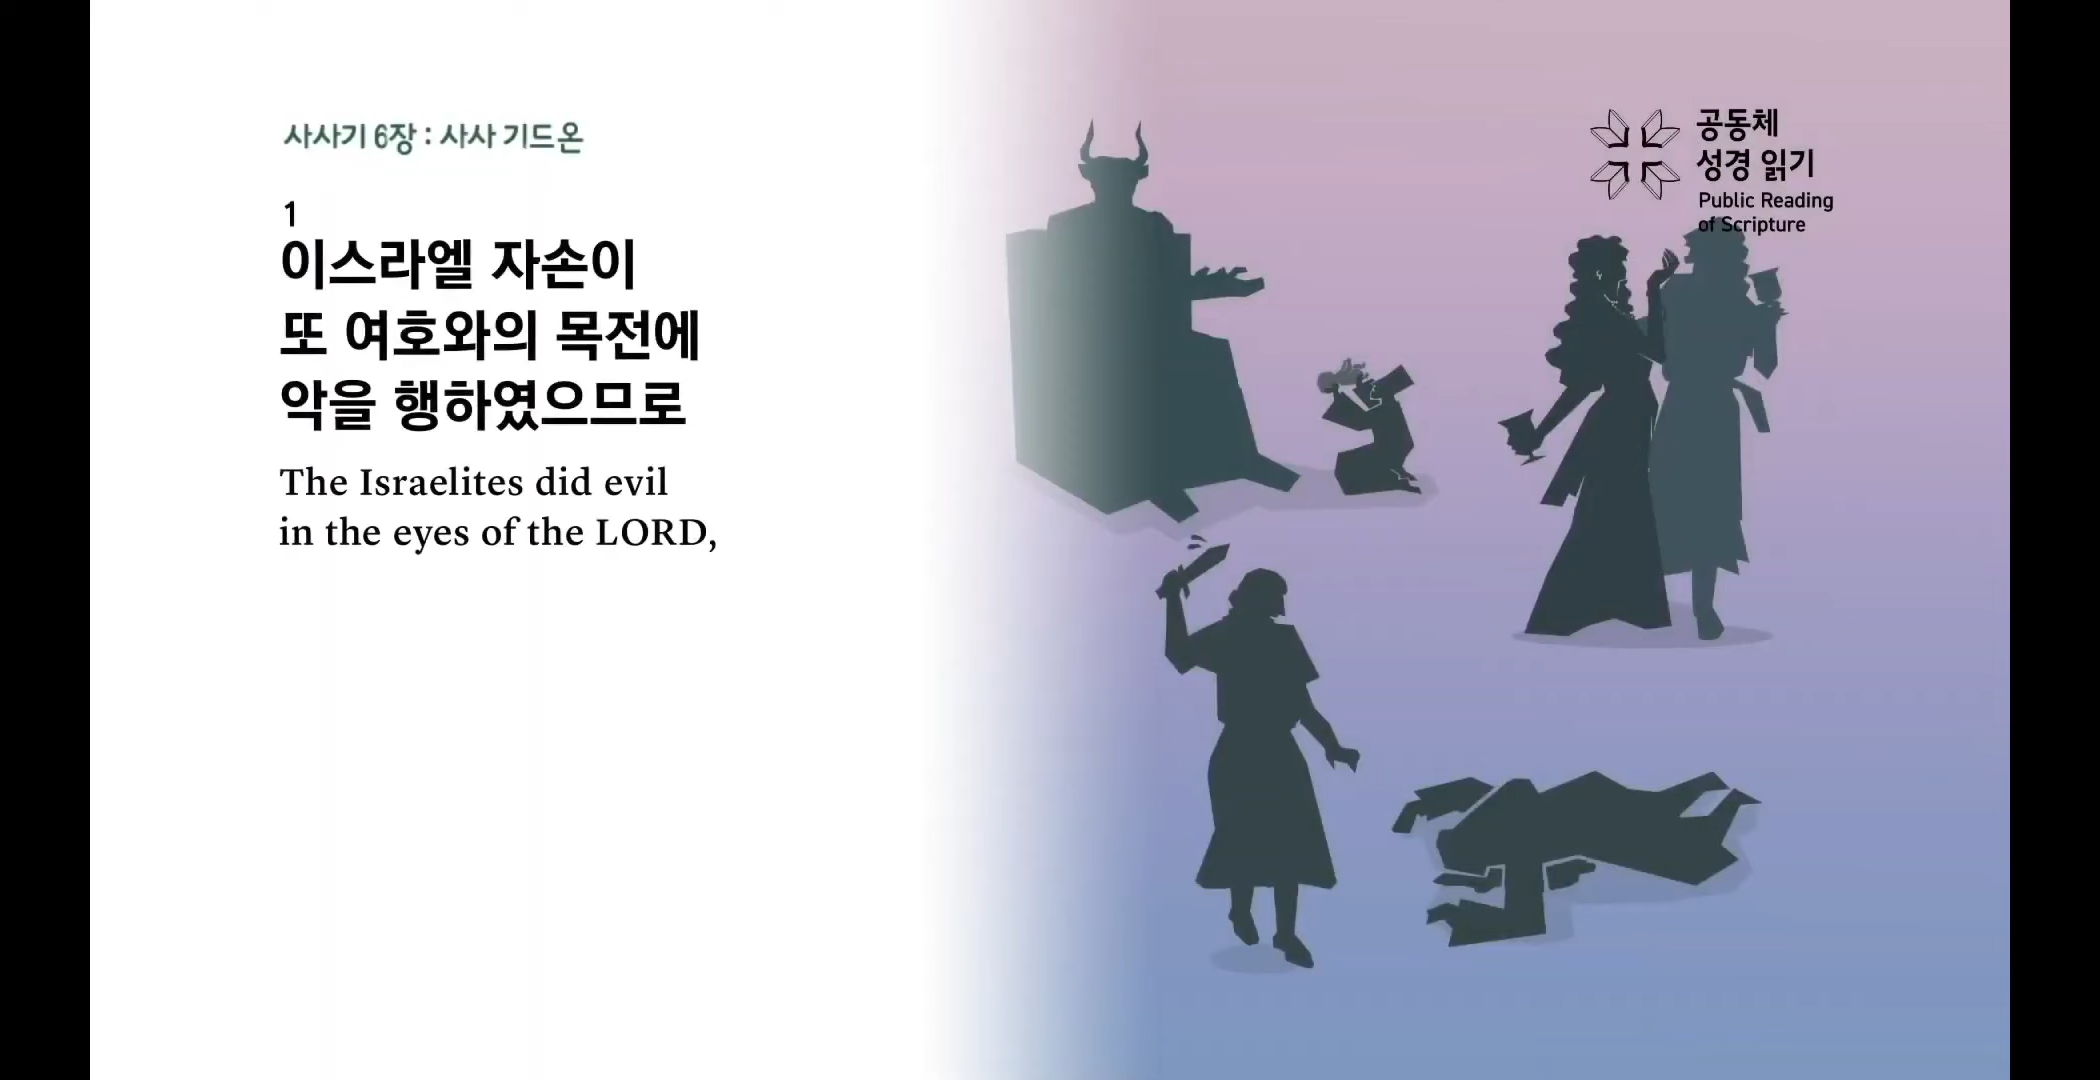 사사기 6장 : 사사 기드온
1
이스라엘 자손이
또 여호와의 목전에
악을 행하였으므로
The Israelites did evil
in the eyes of the LORD,
공동체
성경 읽기
Public Reading
of Scripture